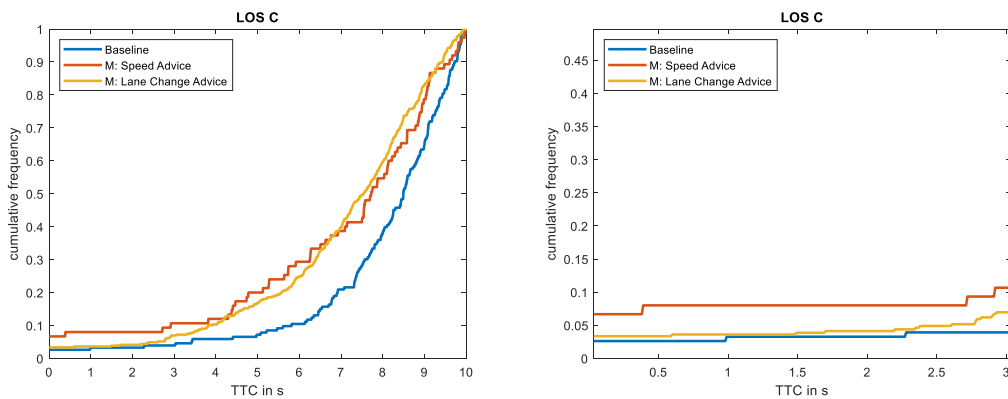 LOS C
1
0.9
0.8
0.7
0.6
0.5
0.4
0.3
0.2
0.1
0
cumulative frequency
Baseline
M: Speed Advice
M: Lane Change Advice
0 1 2 3 4 5 6 7 8 9 10
TTC in s
LOS C
0.45
0.4
0.35
0.3
0.25
0.2
0.15
0.1
0.05
0
cumulative frequency
Baseline
M: Speed Advice
M: Lane Change Advice
0.5 1 1.5 2 2.5 3
TTC in s